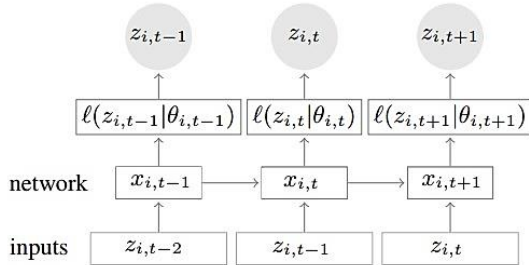 z_{i,t−1} z_{i,t} z_{i,t+1}
ℓ(z_{i,t−1}|θ_{i,t−1}) ℓ(z_{i,t}|θ_{i,t}) ℓ(z_{i,t+1}|θ_{i,t+1})
network x_{i,t−1} x_{i,t} x_{i,t+1}
inputs z_{i,t−2} z_{i,t−1} z_{i,t}